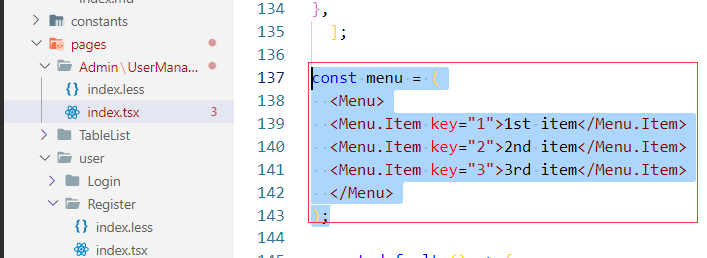 index.md
constants
pages
Admin\UserMana...
index.less
index.tsx 3
TableList
user
Login
Register
index.less
index.tsx
134 },
135 ];
136
137 const menu = (
138 <Menu>
139 <Menu.Item key="1">1st item</Menu.Item>
140 <Menu.Item key="2">2nd item</Menu.Item>
141 <Menu.Item key="3">3rd item</Menu.Item>
142 </Menu>
143 );
144